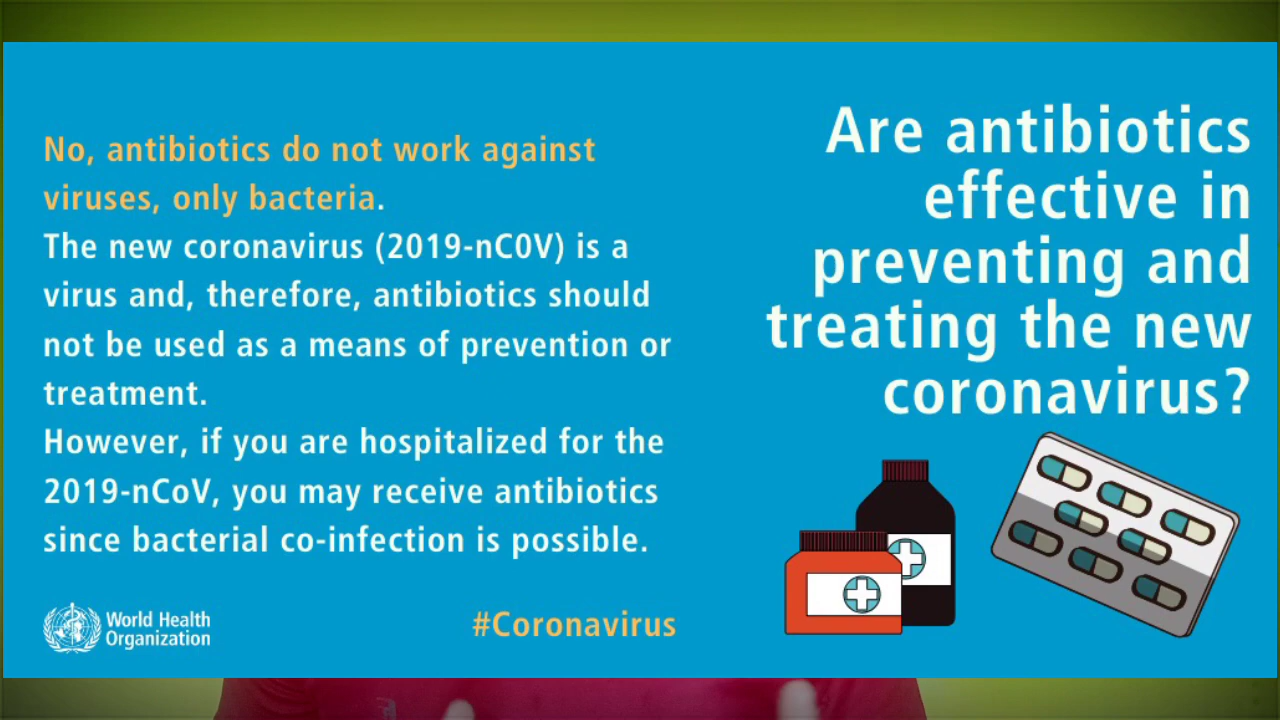 No, antibiotics do not work against
viruses, only bacteria.
The new coronavirus (2019-nC0V) is a
virus and, therefore, antibiotics should
not be used as a means of prevention or
treatment.
However, if you are hospitalized for the
2019-nCoV, you may receive antibiotics
since bacterial co-infection is possible.
World Health
Organization
#Coronavirus
Are antibiotics
effective in
preventing and
treating the new
coronavirus?